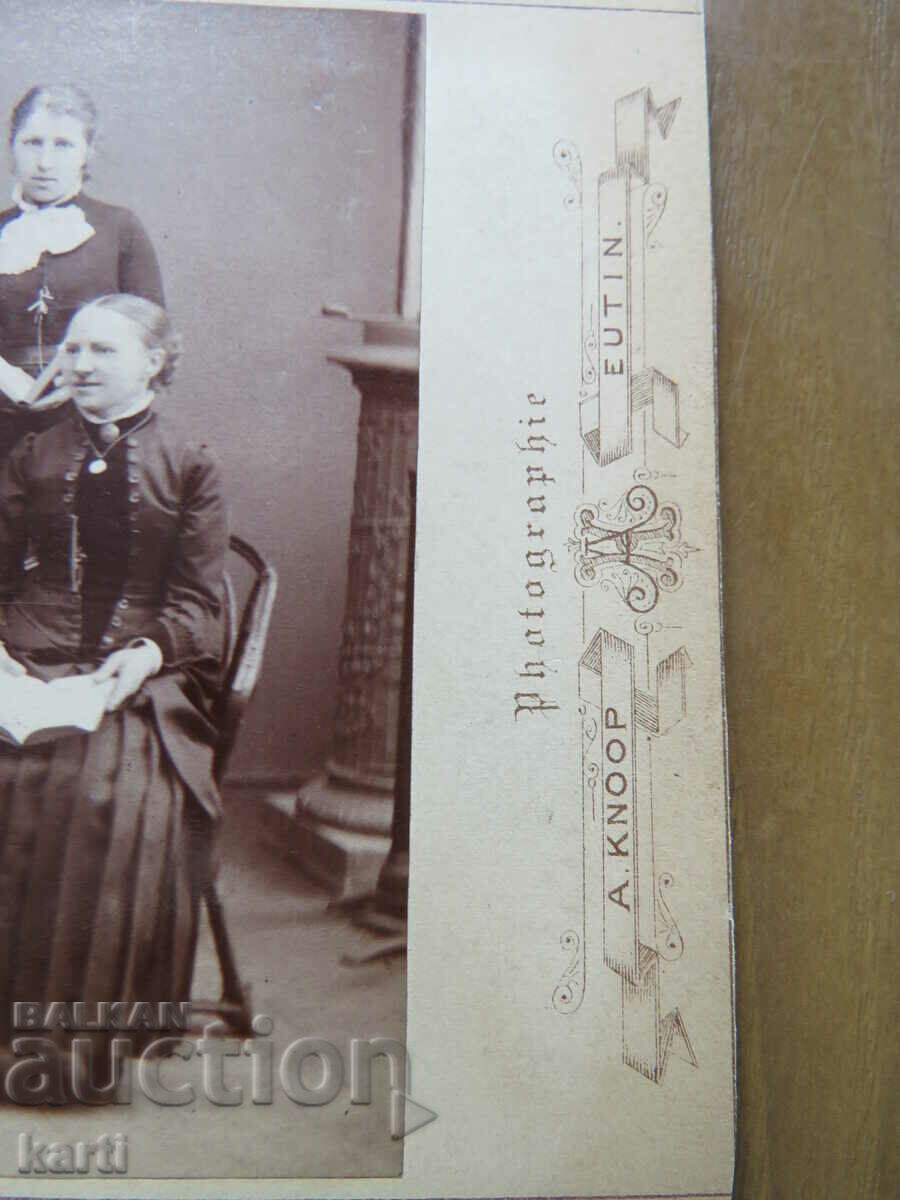 Photographie
A. KNOOP
EUTIN.
BALKAN
auction
karti